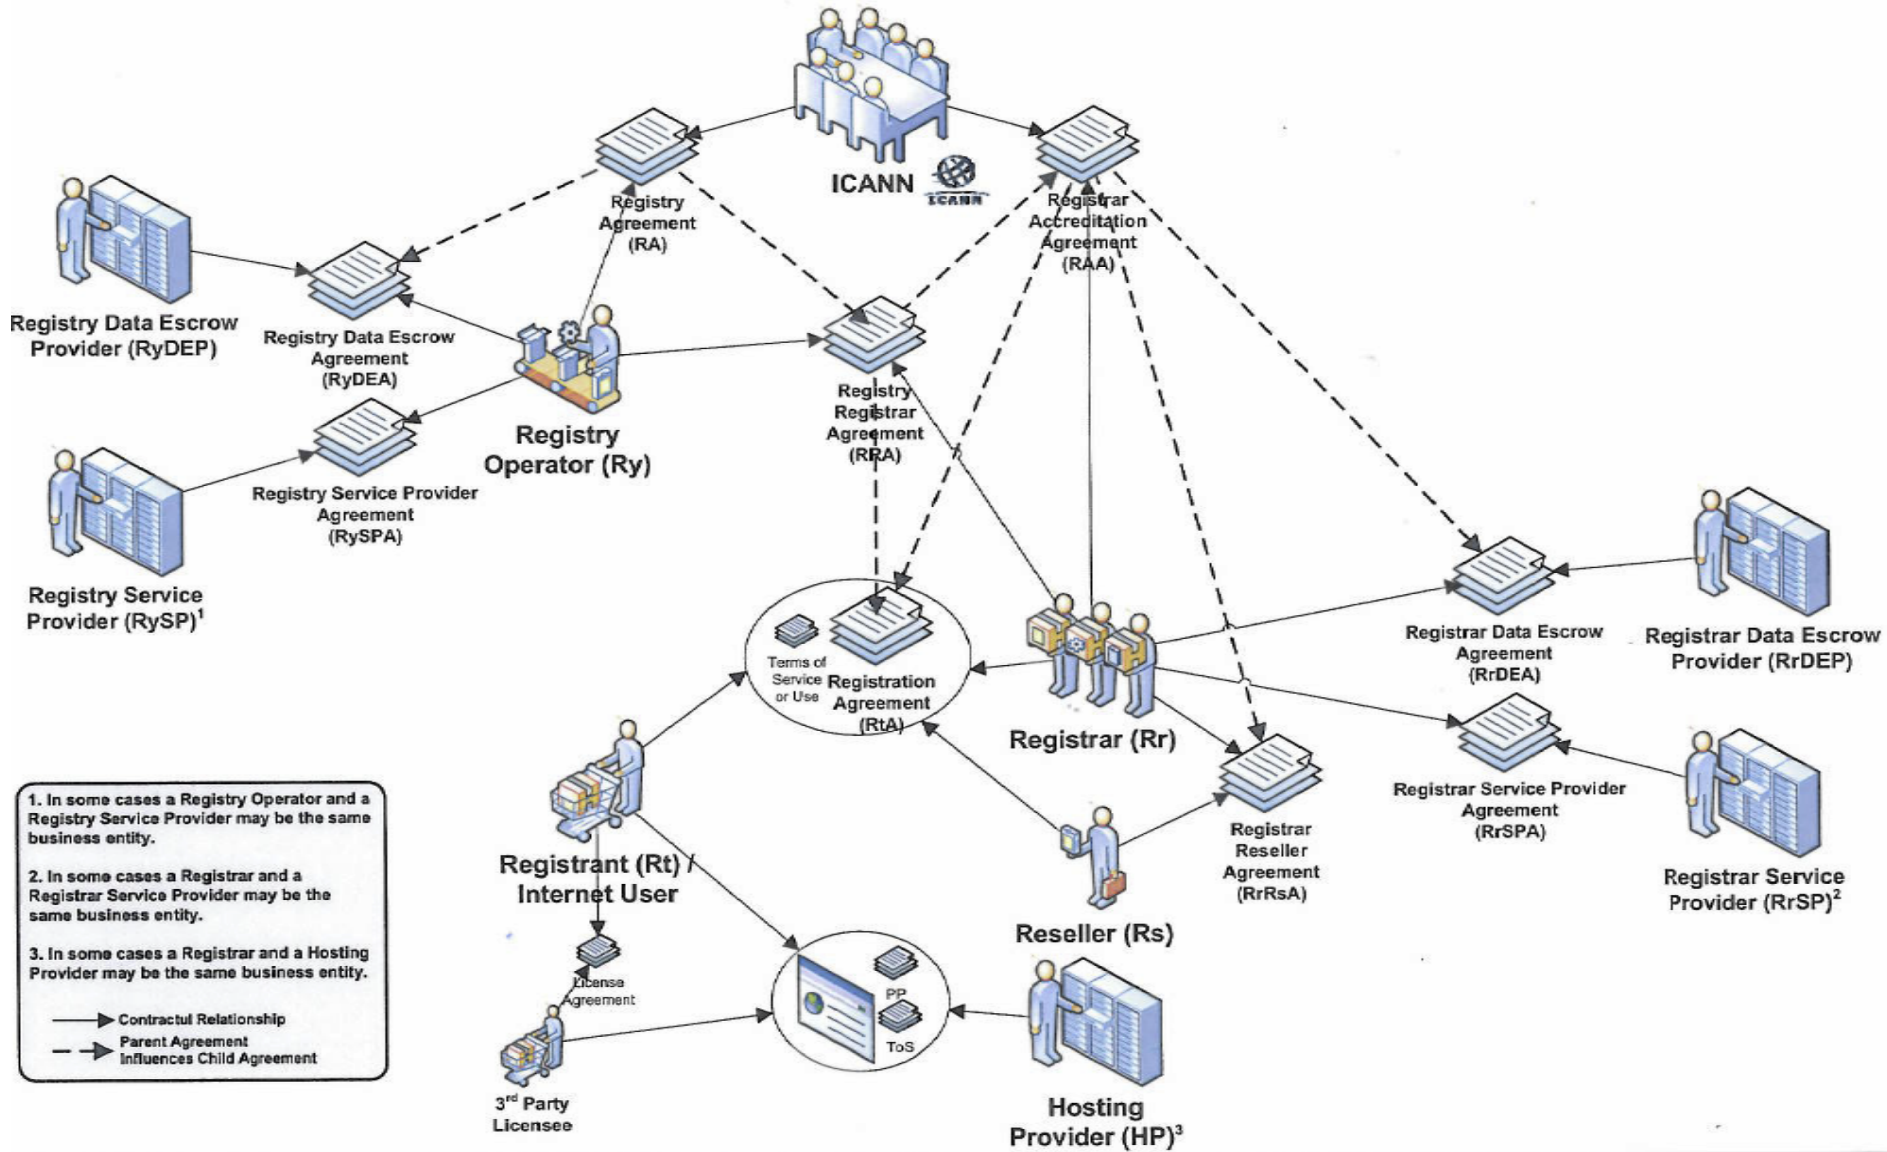 ICANN
ICANN
Registry
Agreement
(RA)
Registrar
Accreditation
Agreement
(RAA)
Registry Data Escrow
Provider (RyDEP)
Registry Data Escrow
Agreement
(RyDEA)
Registry
Operator (Ry)
Registry
Registrar
Agreement
(RRA)
Registry Service Provider
Agreement
(RySPA)
Registry Service
Provider (RySP)1
Terms of
Service
or Use
Registration
Agreement
(RtA)
Registrar (Rr)
Registrar Data Escrow
Agreement
(RrDEA)
Registrar Data Escrow
Provider (RrDEP)
Registrar Service Provider
Agreement
(RrSPA)
Registrar Service
Provider (RrSP)2
Registrar
Reseller
Agreement
(RrRsA)
Reseller (Rs)
Registrant (Rt) /
Internet User
License
Agreement
3rd Party
Licensee
PP
ToS
Hosting
Provider (HP)3
1. In some cases a Registry Operator and a
Registry Service Provider may be the same
business entity.
2. In some cases a Registrar and a
Registrar Service Provider may be the
same business entity.
3. In some cases a Registrar and a Hosting
Provider may be the same business entity.
Contractul Relationship
Parent Agreement
Influences Child Agreement